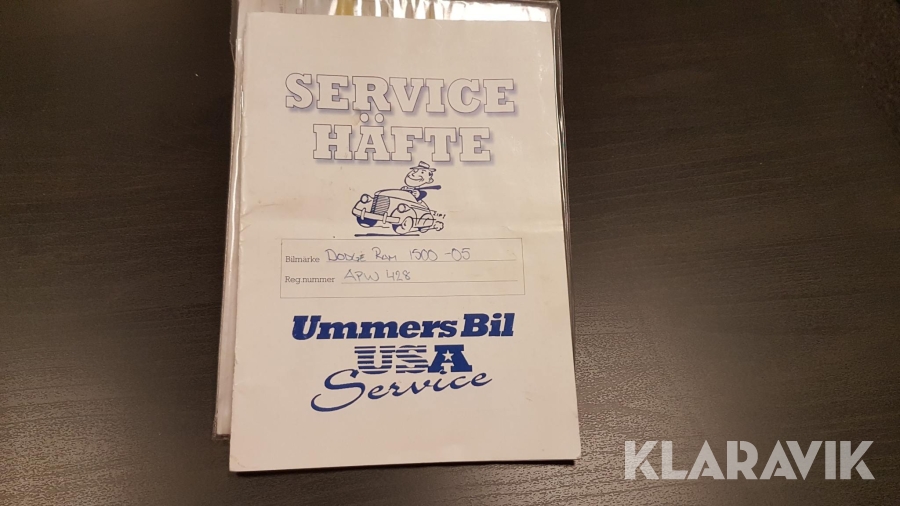 SERVICE
HÄFTE
Bilmärke Dodge Ram 1500 -05
Reg nummer APW 428
Ummers Bil
USA
Service
KLARAVIK